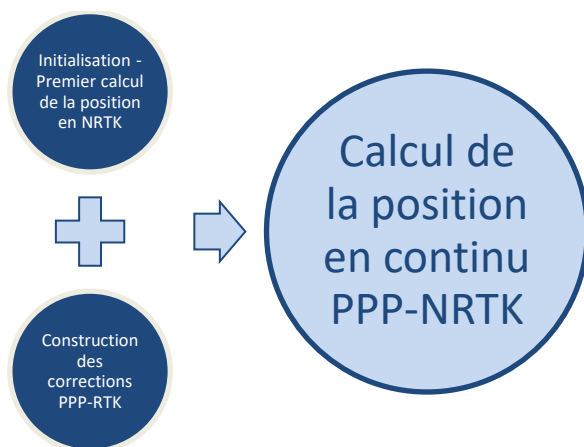 Initialisation -
Premier calcul
de la position
en NRTK
Construction
des
corrections
PPP-RTK
Calcul de
la position
en continu
PPP-NRTK